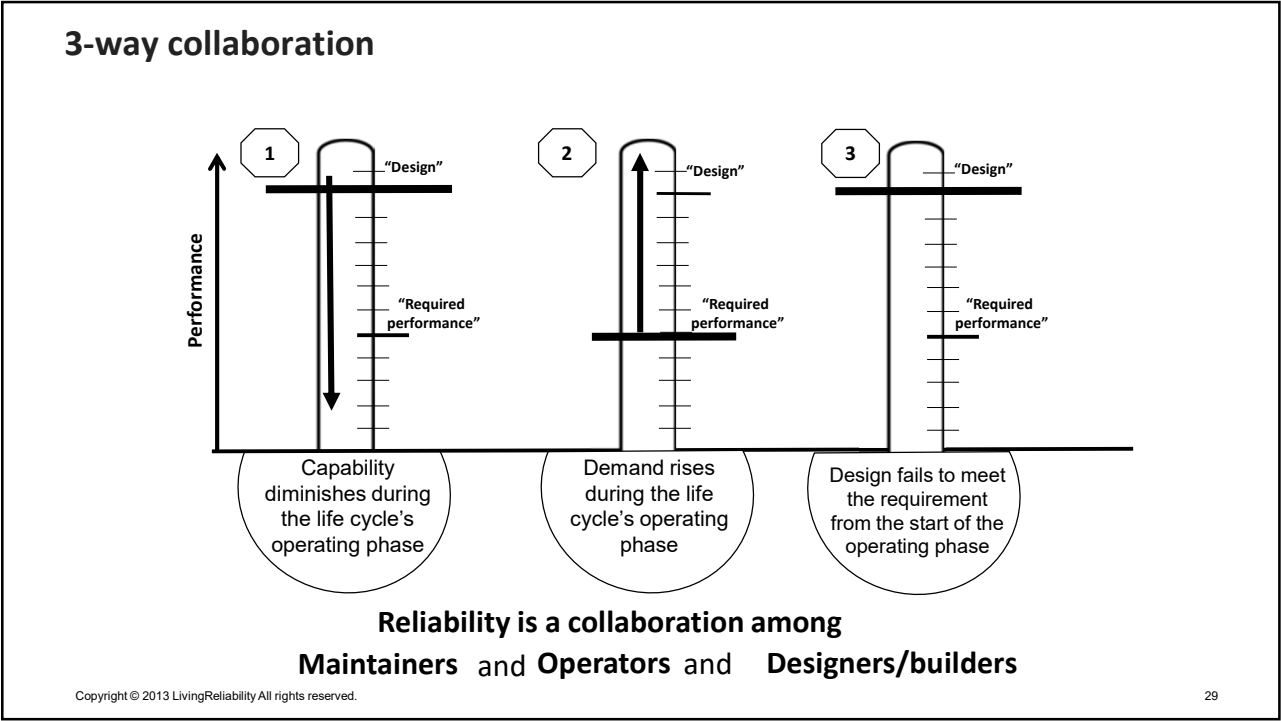 3-way collaboration
1
2
3
“Design”
“Design”
“Design”
Performance
“Required
performance”
“Required
performance”
“Required
performance”
Capability
diminishes during
the life cycle’s
operating phase
Demand rises
during the life
cycle’s operating
phase
Design fails to meet
the requirement
from the start of the
operating phase
Reliability is a collaboration among
Maintainers and Operators and Designers/builders
Copyright © 2013 LivingReliability All rights reserved.
29